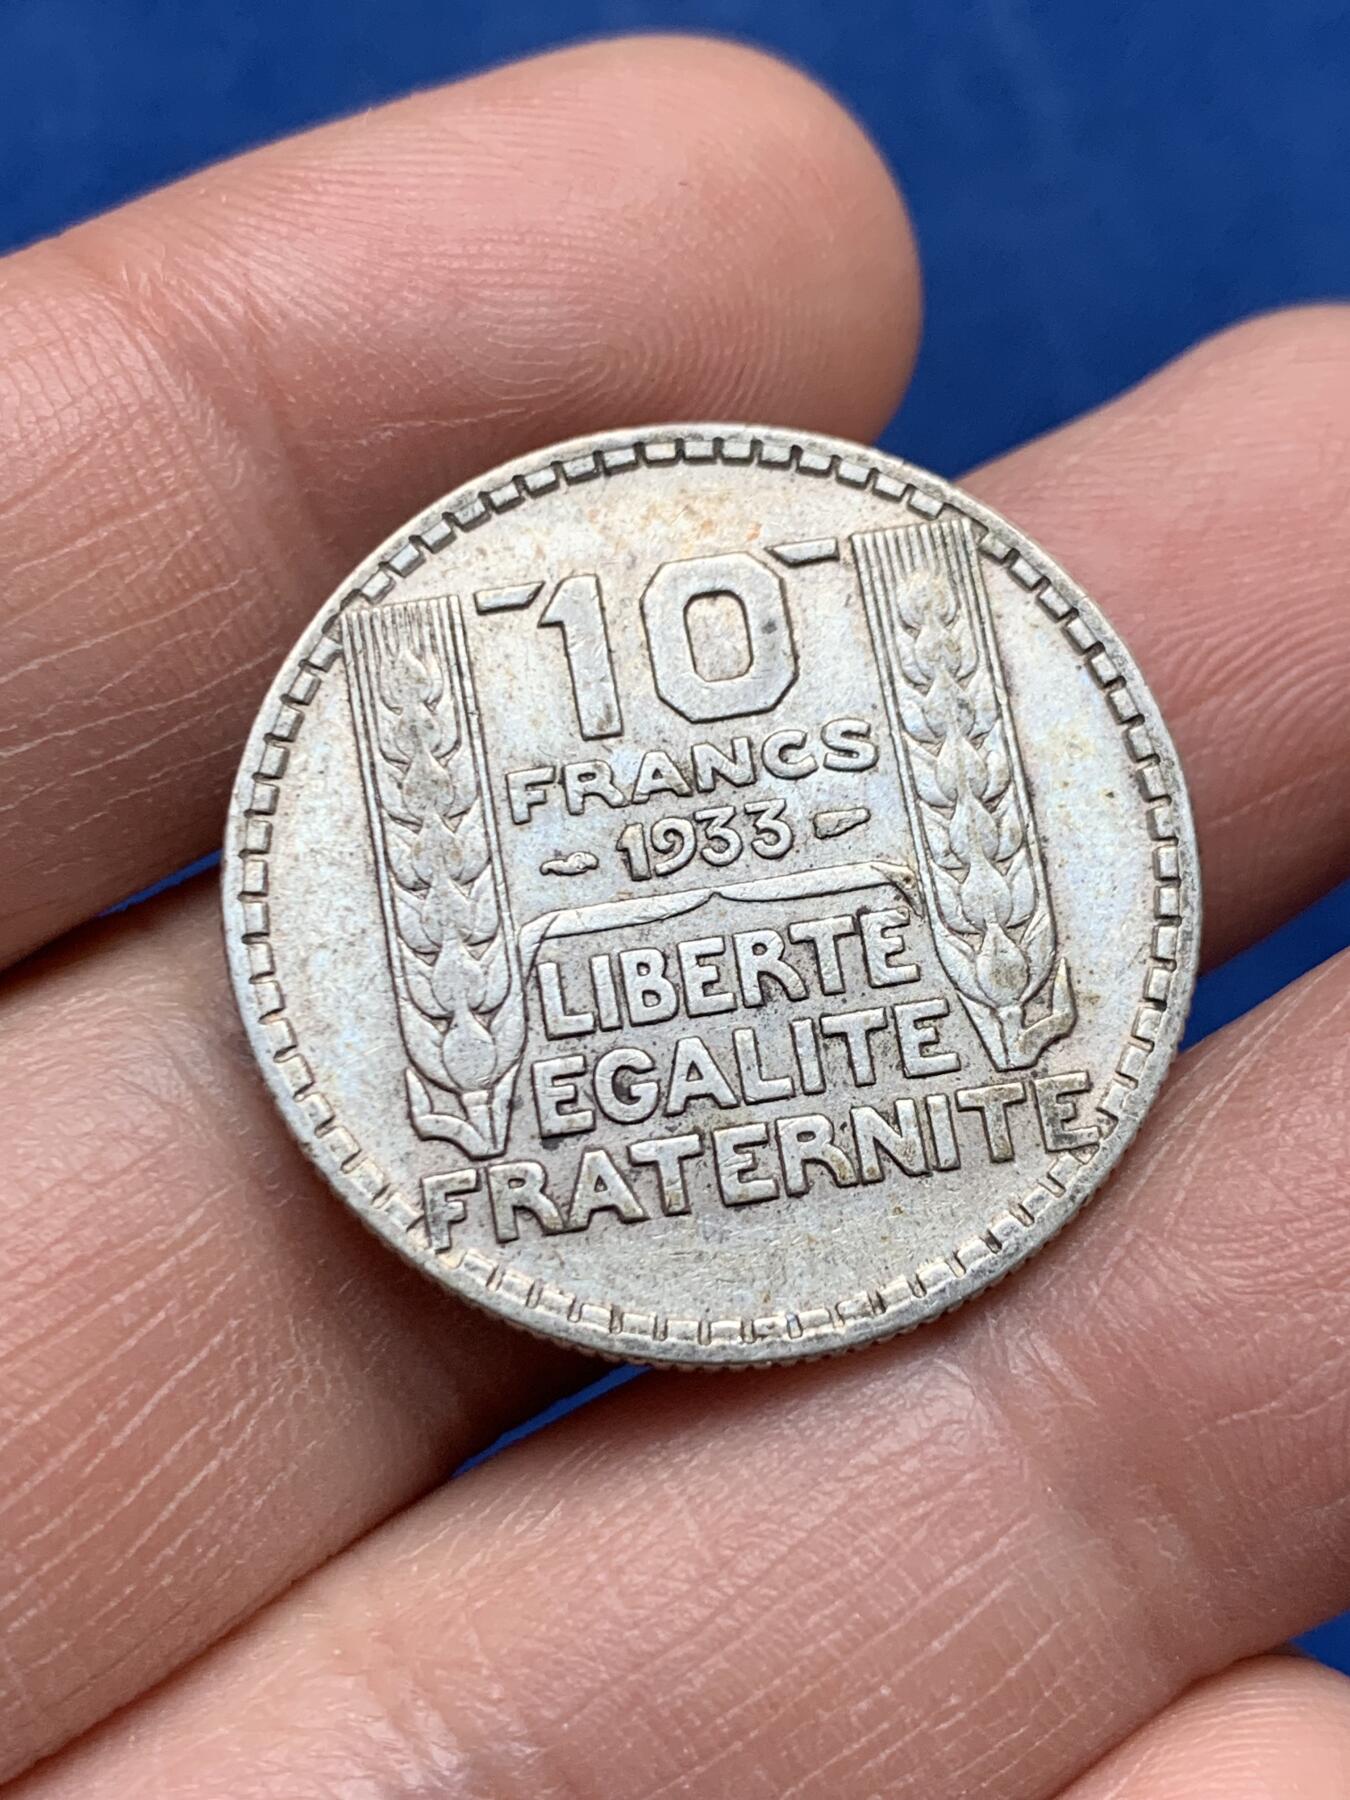 10
FRANCS
1933
LIBERTE
EGALITE
FRATERNITE